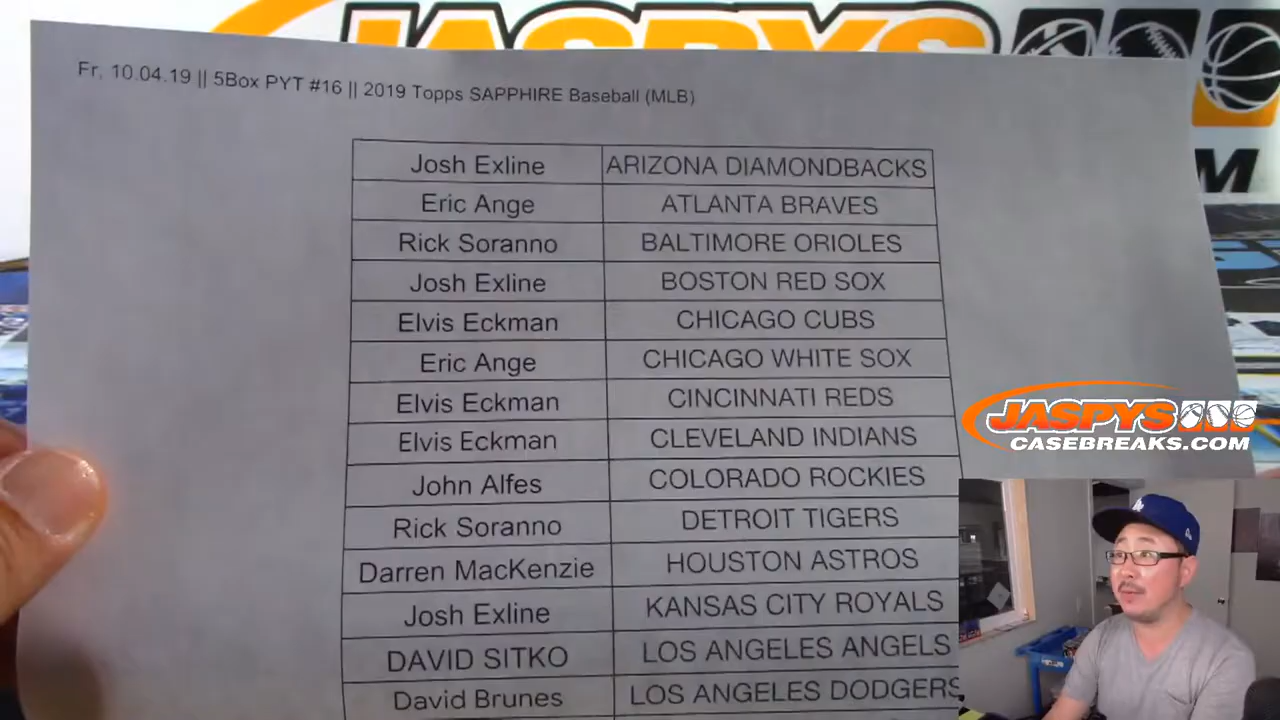 JASPYS
M
Fr, 10.04.19 || 5Box PYT #16 || 2019 Topps SAPPHIRE Baseball (MLB)
Josh Exline ARIZONA DIAMONDBACKS
Eric Ange ATLANTA BRAVES
Rick Soranno BALTIMORE ORIOLES
Josh Exline BOSTON RED SOX
Elvis Eckman CHICAGO CUBS
Eric Ange CHICAGO WHITE SOX
Elvis Eckman CINCINNATI REDS
Elvis Eckman CLEVELAND INDIANS
John Alfes COLORADO ROCKIES
Rick Soranno DETROIT TIGERS
Darren MacKenzie HOUSTON ASTROS
Josh Exline KANSAS CITY ROYALS
DAVID SITKO LOS ANGELES ANGELS
David Brunes LOS ANGELES DODGERS
JASPYS
CASEBREAKS.COM
LA